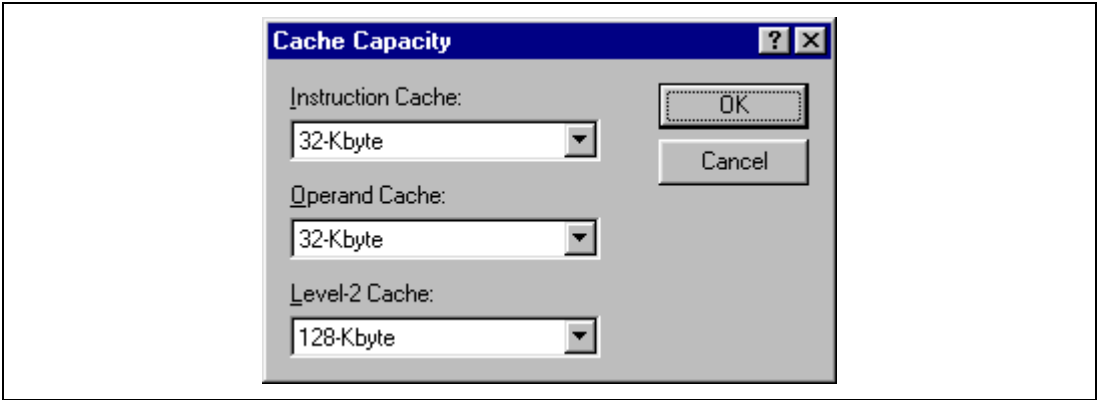 Cache Capacity
?
Instruction Cache:
OK
32-Kbyte
Cancel
Operand Cache:
32-Kbyte
Level-2 Cache:
128-Kbyte